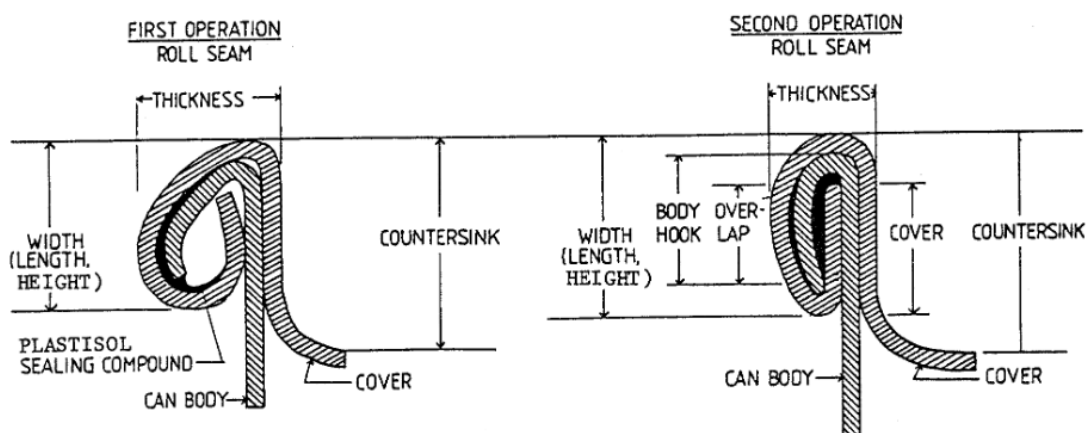 FIRST OPERATION
ROLL SEAM
THICKNESS
WIDTH
(LENGTH,
HEIGHT)
COUNTERSINK
PLASTISOL
SEALING COMPOUND
CAN BODY
COVER
SECOND OPERATION
ROLL SEAM
THICKNESS
WIDTH
(LENGTH,
HEIGHT)
BODY
HOOK
OVER-
LAP
COVER
COUNTERSINK
CAN BODY
COVER